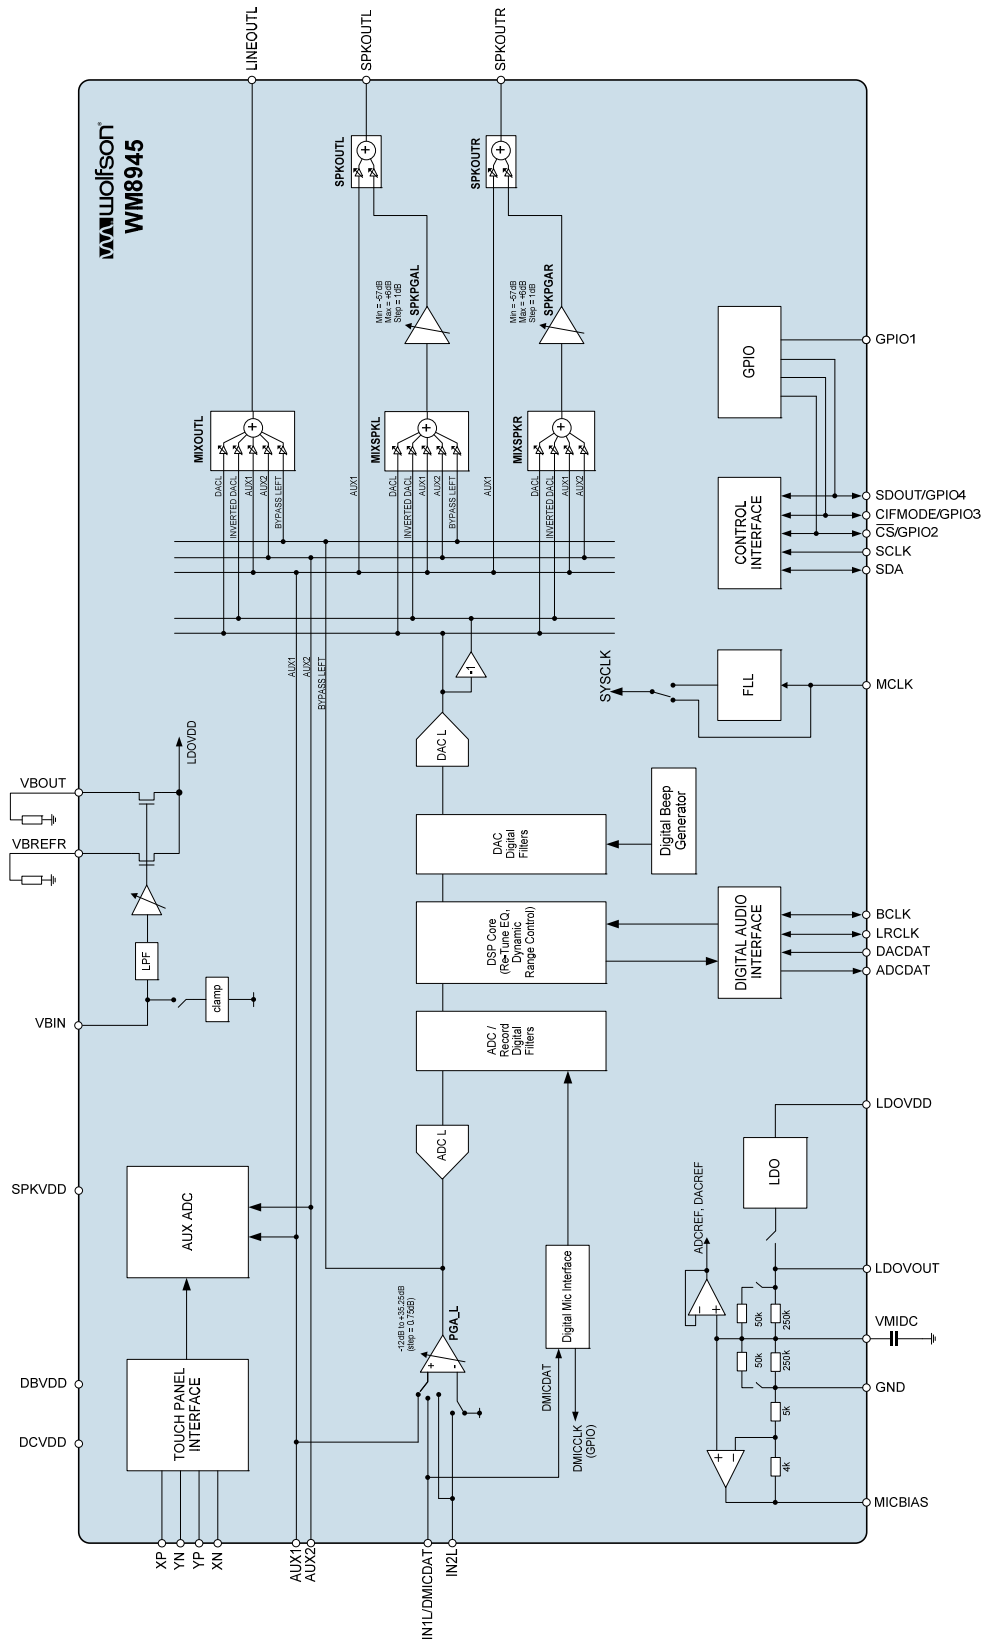 LINEOUTL
SPKOUTL
SPKOUTR
wolfson®
WM8945
SPKOUTL
SPKOUTR
Min = -57dB
Max = +6dB
Step = 1dB
SPKPGAL
Min = -57dB
Max = +6dB
Step = 1dB
SPKPGAR
GPIO
GPIO1
MIXOUTL
MIXSPKL
MIXSPKR
DACL
INVERTED DACL
AUX1
AUX2
BYPASS LEFT
AUX1
DACL
INVERTED DACL
AUX1
AUX2
BYPASS LEFT
AUX1
DACL
INVERTED DACL
AUX1
AUX2
CONTROL
INTERFACE
SDOUT/GPIO4
CIFMODE/GPIO3
CS/GPIO2
SCLK
SDA
AUX1
AUX2
BYPASS LEFT
-1
SYSCLK
FLL
MCLK
LDOVDD
DAC L
VBOUT
VBREFR
DAC
Digital
Filters
Digital Beep
Generator
LPF
clamp
VBIN
DSP Core
(Re-Tune EQ,
Dynamic
Range Control)
DIGITAL AUDIO
INTERFACE
BCLK
LRCLK
DACDAT
ADCDAT
ADC /
Record
Digital
Filters
ADC L
LDOVDD
LDO
SPKVDD
AUX ADC
ADCREF, DACREF
LDOVOUT
-12dB to +35.25dB
(step = 0.75dB)
PGA_L
+
-
Digital Mic Interface
50k
250k
VMIDC
50k
250k
GND
DBVDD
DCVDD
TOUCH PANEL
INTERFACE
DMICDAT
DMICCLK
(GPIO)
5k
4k
MICBIAS
XP
YN
YP
XN
AUX1
AUX2
IN1L/DMICDAT
IN2L